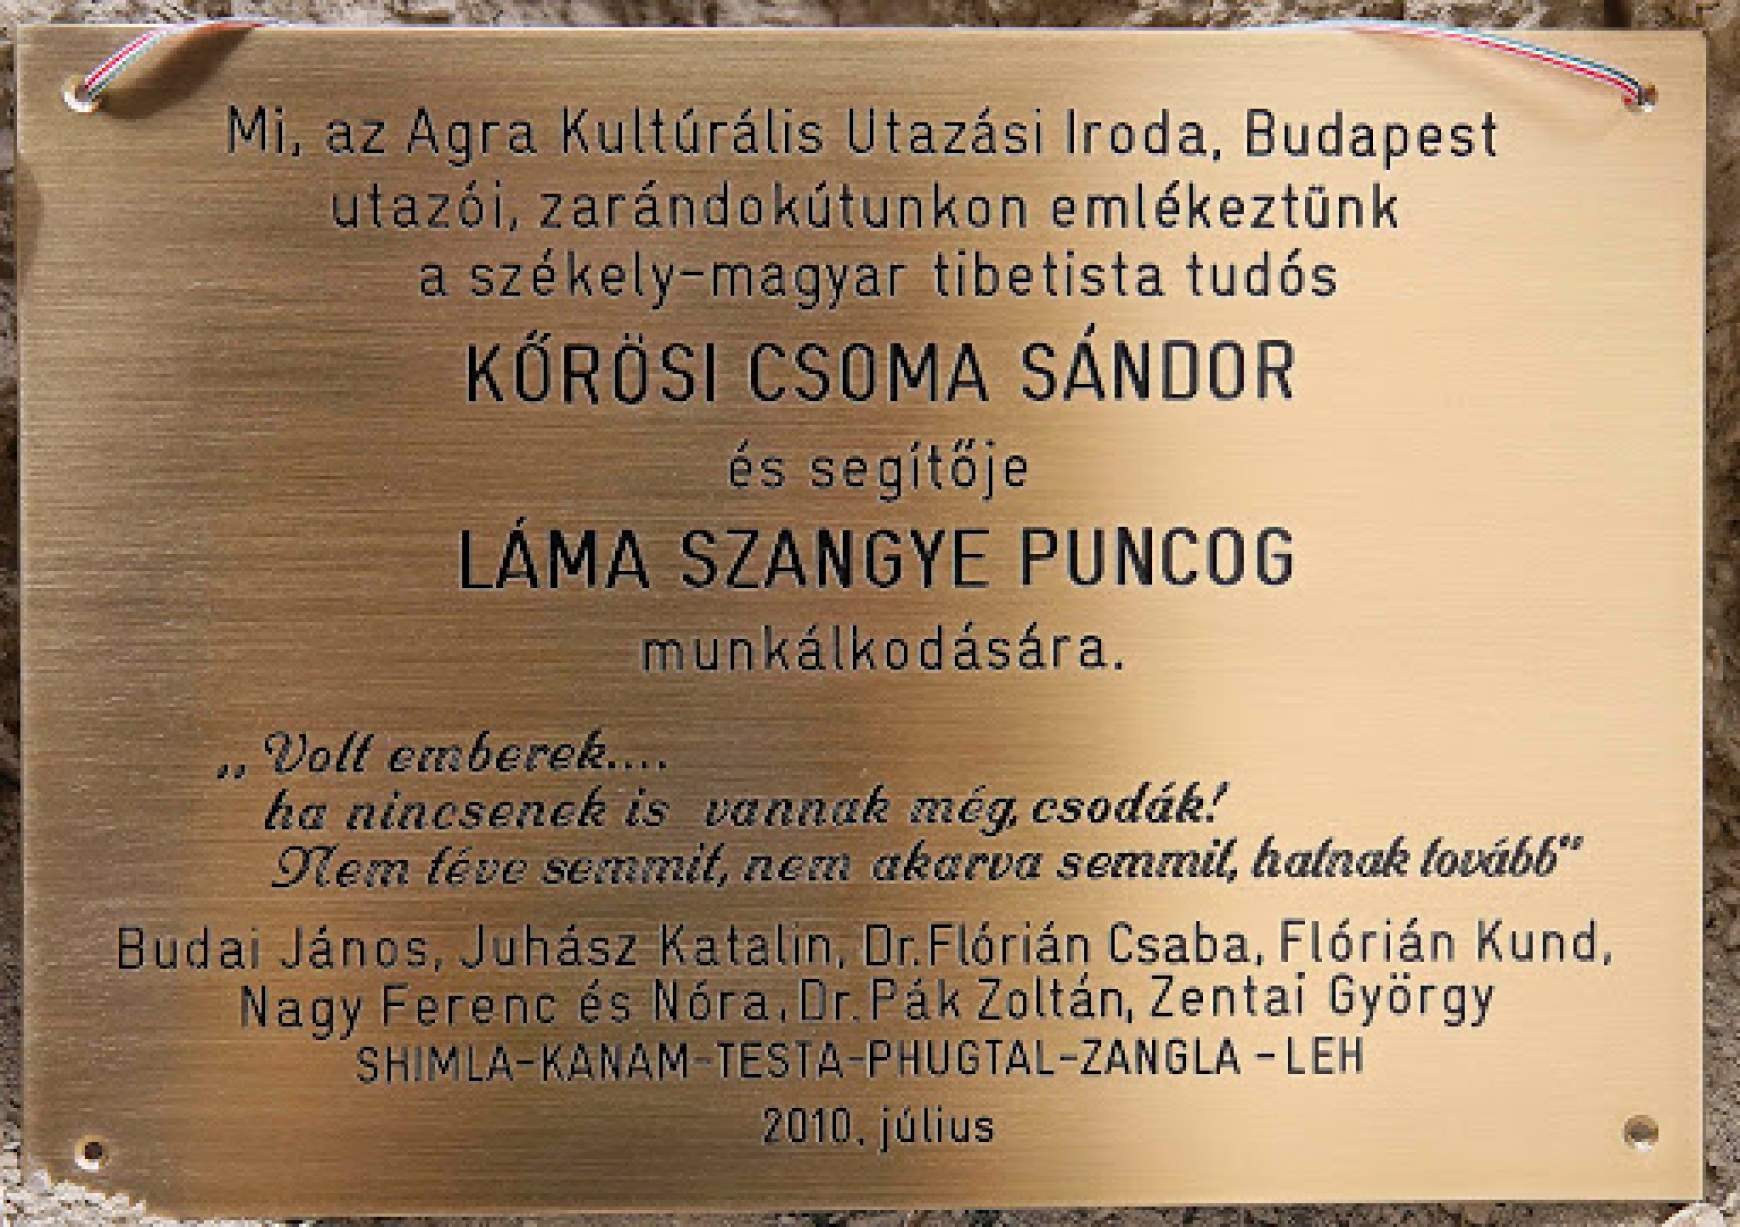 Mi, az Agra Kultúrális Utazási Iroda, Budapest
utazói, zarándokútunkon emlékeztünk
a székely-magyar tibetista tudós
KŐRÖSI CSOMA SÁNDOR
és segítője
LÁMA SZANGYE PUNCOG
munkálkodására.
„Volt emberek....
ha nincsenek is vannak még, csodák!
Nem téve semmit, nem akarva semmit, hatnak tovább"
Budai János, Juhász Katalin, Dr.Flórián Csaba, Flórián Kund,
Nagy Ferenc és Nóra, Dr. Pák Zoltán, Zentai György
SHIMLA-KANAM-TESTA-PHUGTAL-ZANGLA - LEH
2010. július